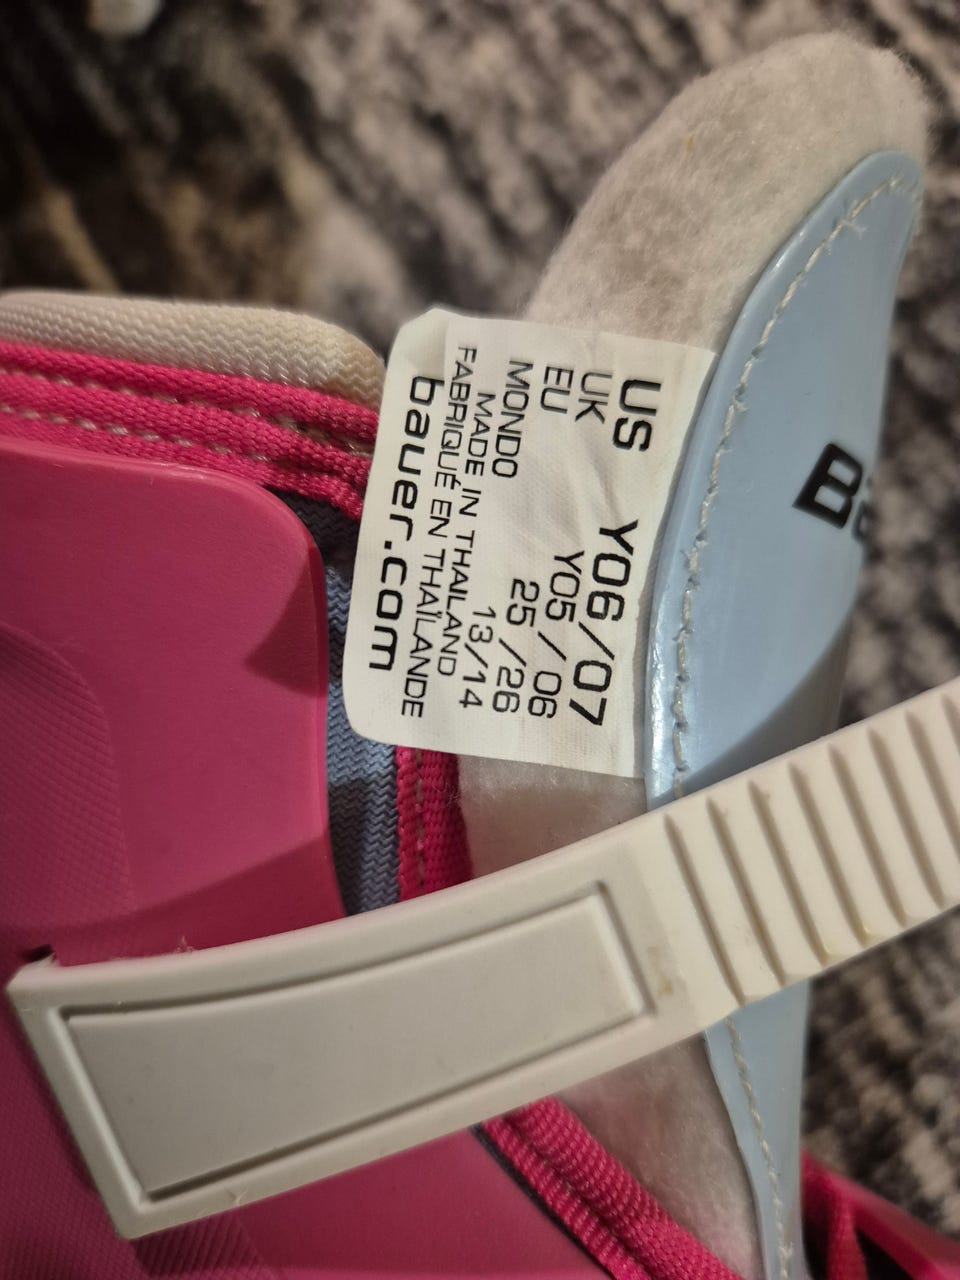 US Y06/07
UK Y05/06
EU 25/26
MONDO 13/14
MADE IN THAILAND
FABRIQUÉ EN THAÏLANDE
bauer.com